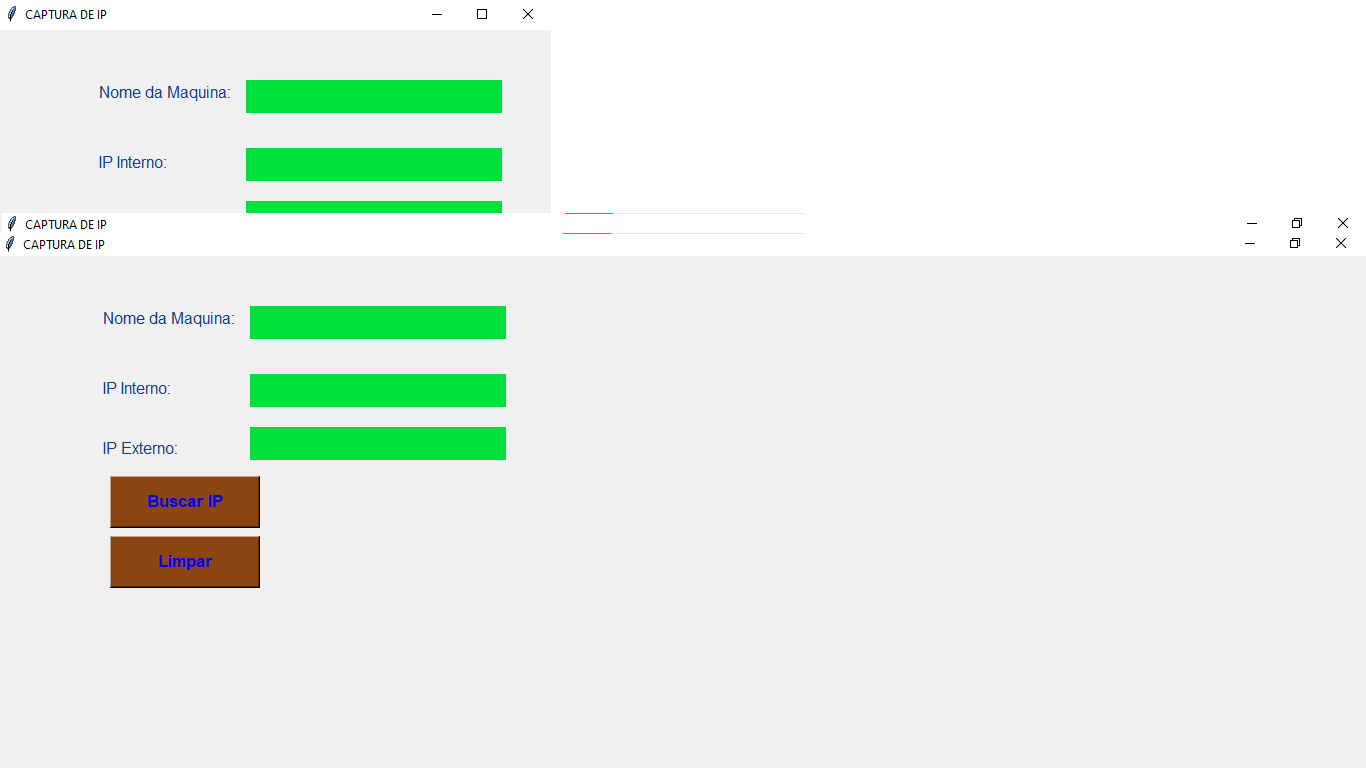 CAPTURA DE IP
Nome da Maquina:
IP Interno:
CAPTURA DE IP
CAPTURA DE IP
Nome da Maquina:
IP Interno:
IP Externo:
Buscar IP
Limpar